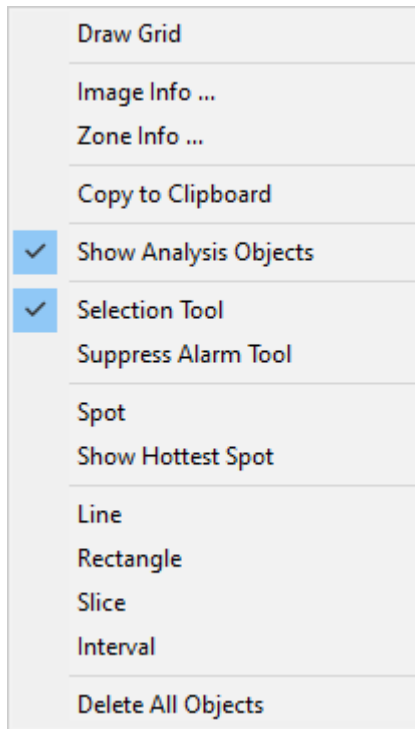 Draw Grid
Image Info ...
Zone Info ...
Copy to Clipboard
Show Analysis Objects
Selection Tool
Suppress Alarm Tool
Spot
Show Hottest Spot
Line
Rectangle
Slice
Interval
Delete All Objects